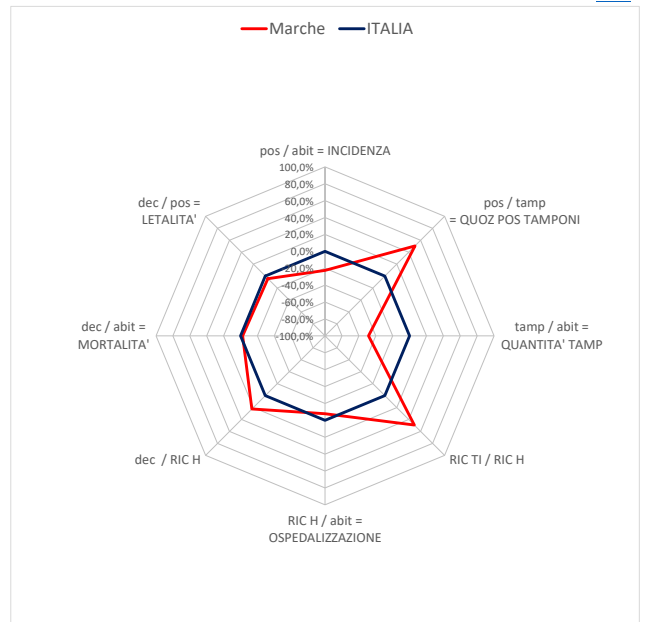 Marche ITALIA
pos / abit = INCIDENZA
100,0%
80,0%
60,0%
40,0%
20,0%
0,0%
-20,0%
-40,0%
-60,0%
-80,0%
-100,0%
pos / tamp
= QUOZ POS TAMPONI
tamp / abit =
QUANTITA' TAMP
RIC TI / RIC H
RIC H / abit =
OSPEDALIZZAZIONE
dec  / RIC H
dec / abit =
MORTALITA'
dec / pos =
LETALITA'